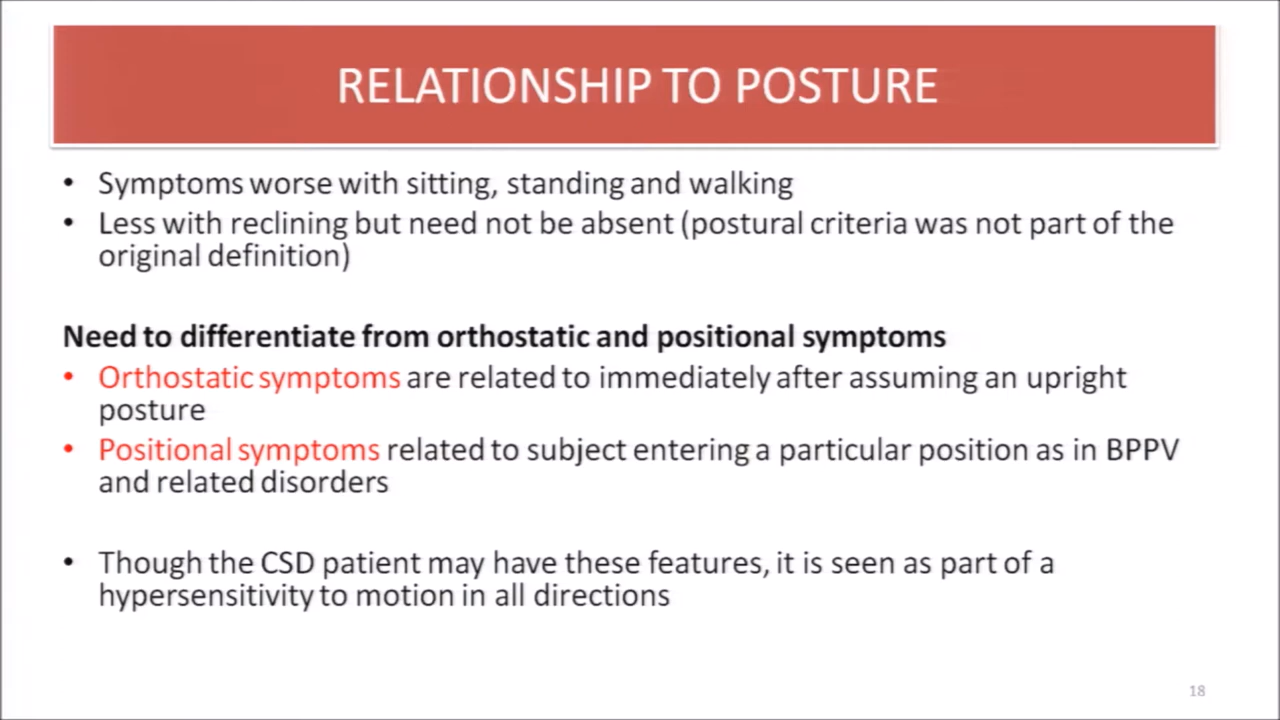 RELATIONSHIP TO POSTURE
• Symptoms worse with sitting, standing and walking
• Less with reclining but need not be absent (postural criteria was not part of the
original definition)
Need to differentiate from orthostatic and positional symptoms
• Orthostatic symptoms are related to immediately after assuming an upright
posture
• Positional symptoms related to subject entering a particular position as in BPPV
and related disorders
• Though the CSD patient may have these features, it is seen as part of a
hypersensitivity to motion in all directions
18